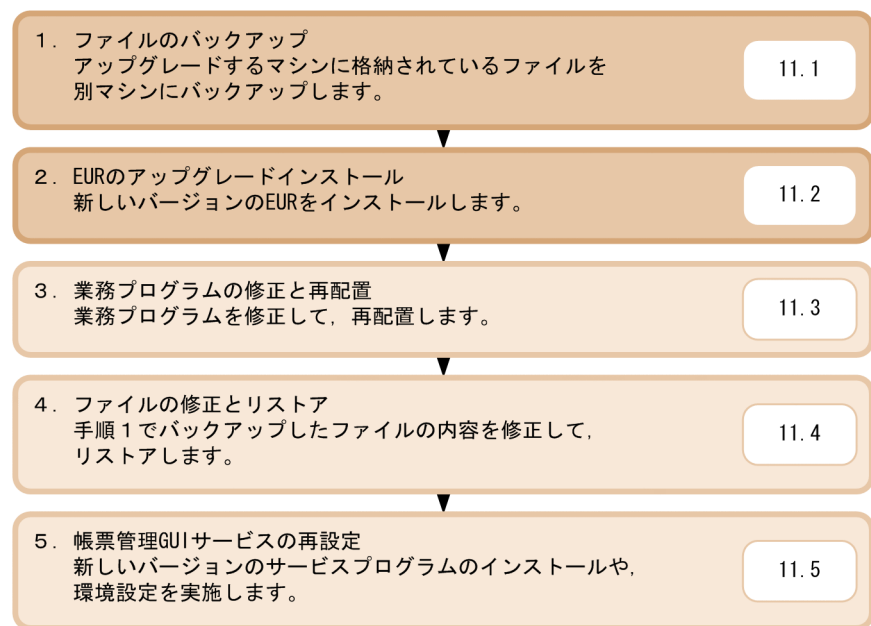 1. ファイルのバックアップ
アップグレードするマシンに格納されているファイルを
別マシンにバックアップします。
11.1
2. EURのアップグレードインストール
新しいバージョンのEURをインストールします。
11.2
3. 業務プログラムの修正と再配置
業務プログラムを修正して，再配置します。
11.3
4. ファイルの修正とリストア
手順1でバックアップしたファイルの内容を修正して，
リストアします。
11.4
5. 帳票管理GUIサービスの再設定
新しいバージョンのサービスプログラムのインストールや，
環境設定を実施します。
11.5